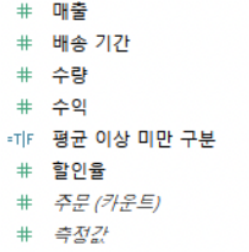 # 매출
# 배송 기간
# 수량
# 수익
=T|F 평균 이상 미만 구분
# 할인율
# 주문 (카운트)
# 측정값